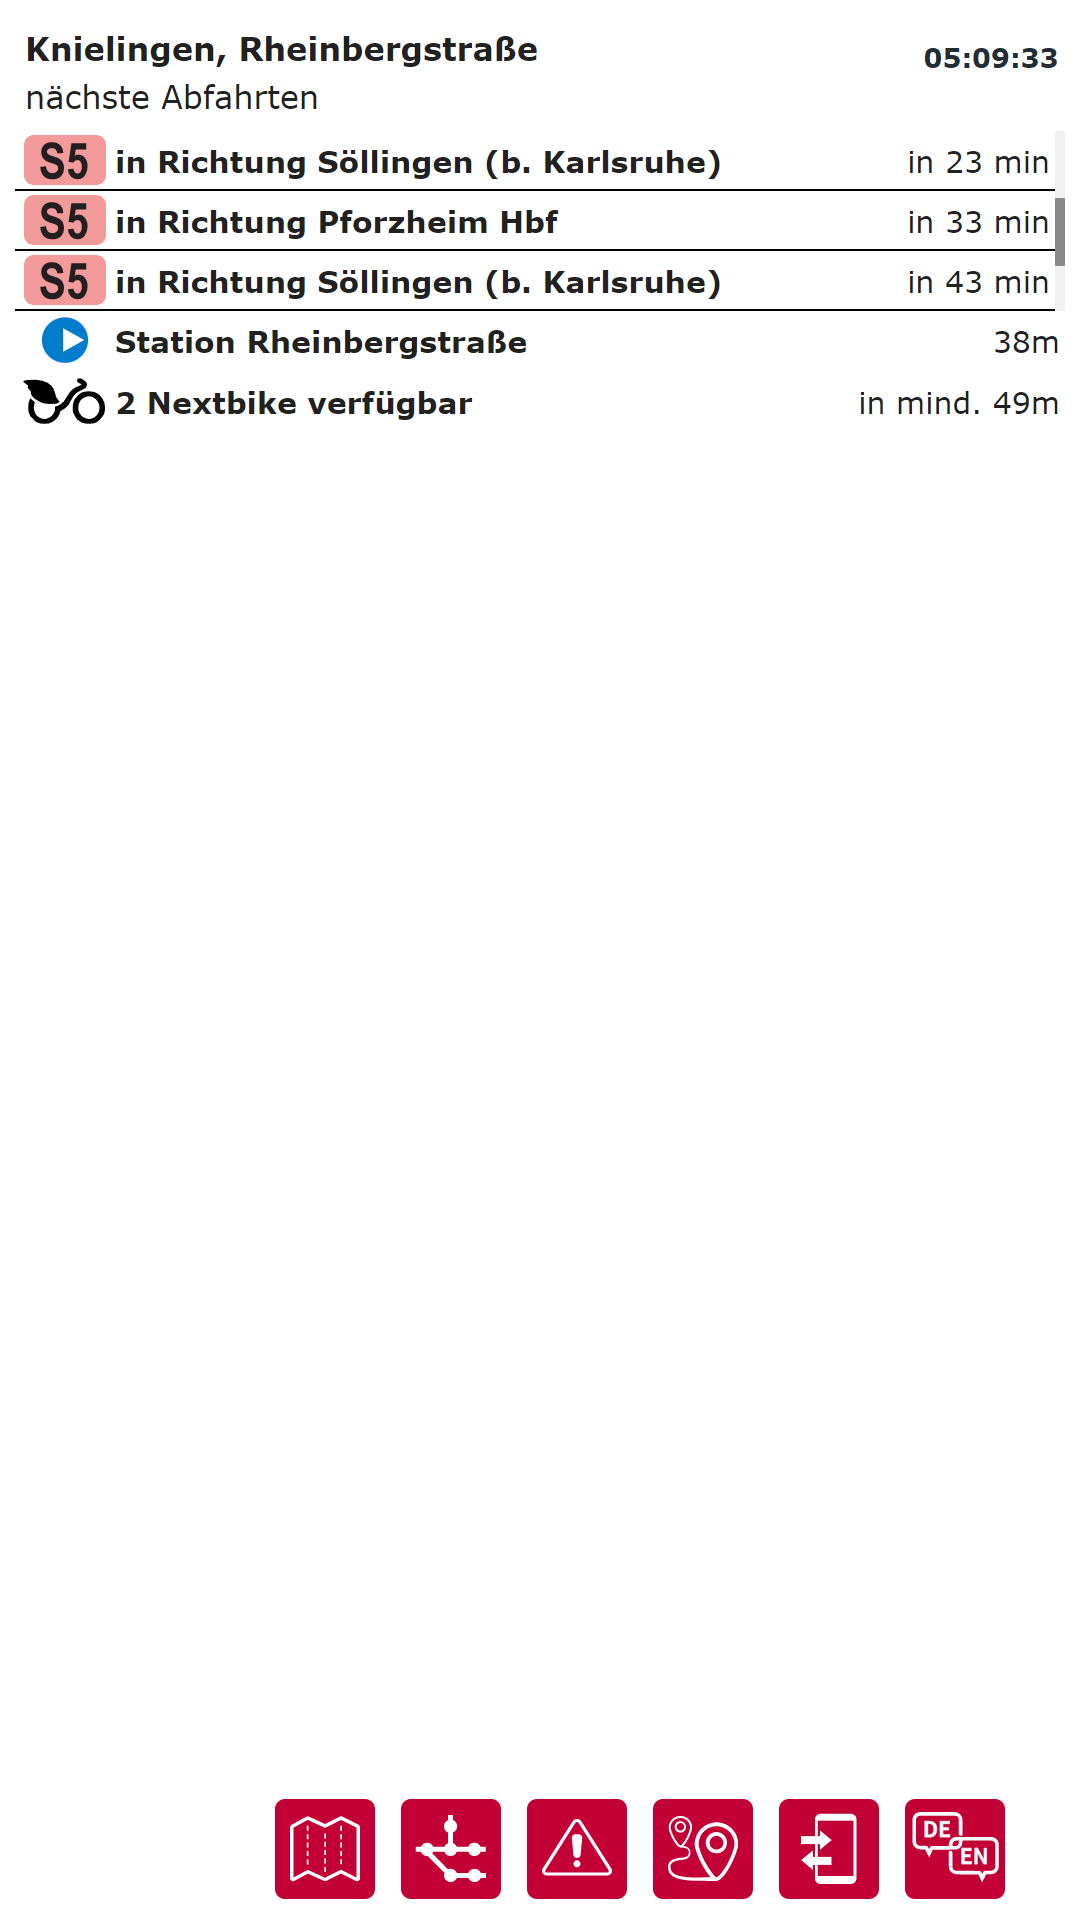 Knielingen, Rheinbergstraße 05:09:33
nächste Abfahrten
S5 in Richtung Söllingen (b. Karlsruhe) in 23 min
S5 in Richtung Pforzheim Hbf in 33 min
S5 in Richtung Söllingen (b. Karlsruhe) in 43 min
Station Rheinbergstraße 38m
2 Nextbike verfügbar in mind. 49m
DE
EN